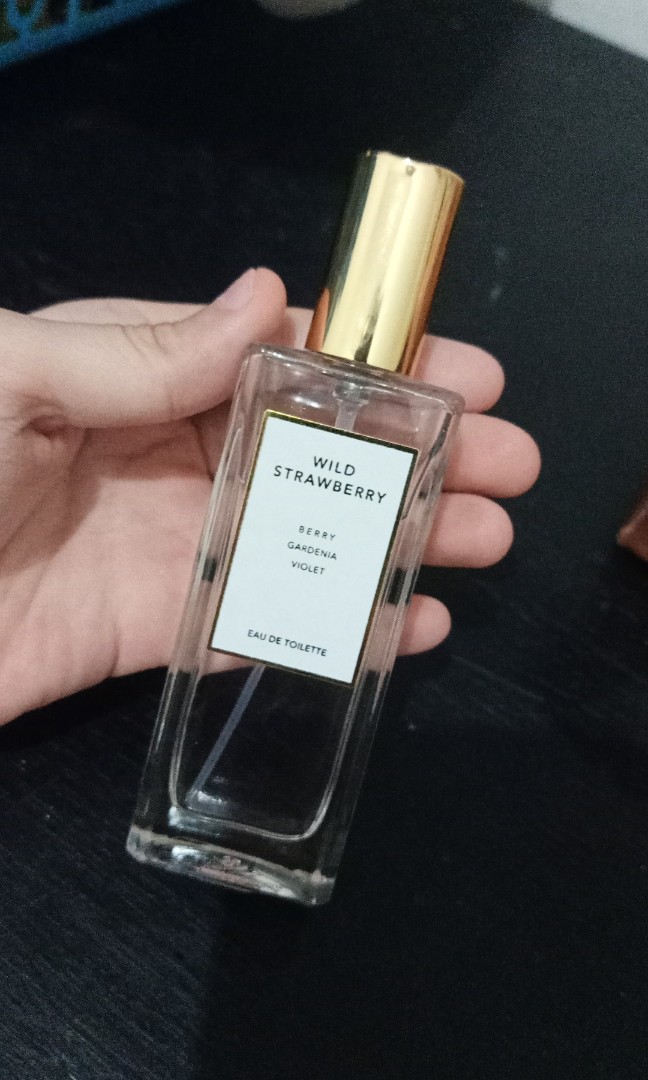 WILD
STRAWBERRY
BERRY
GARDENIA
VIOLET
EAU DE TOILETTE